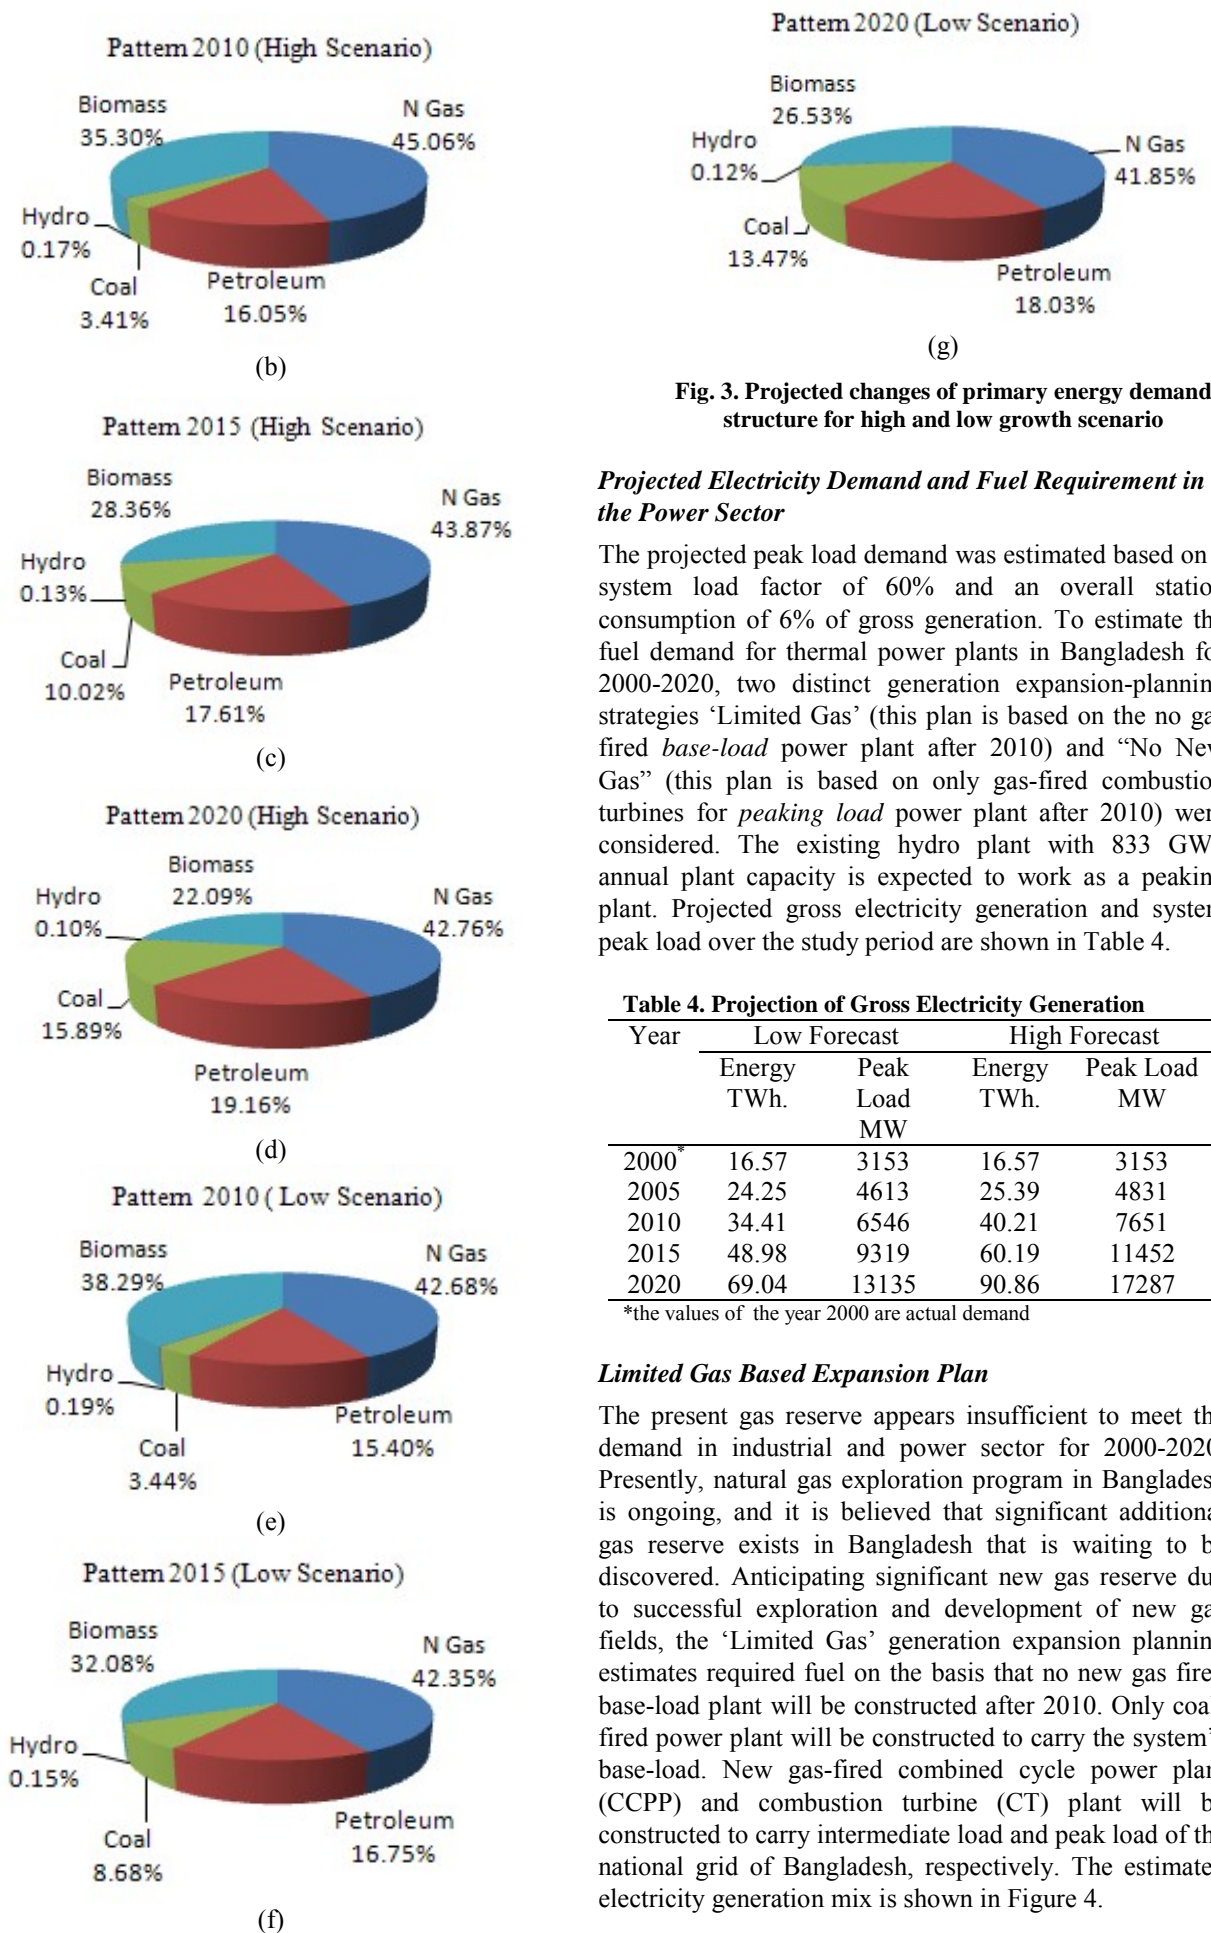 Pattern 2010 (High Scenario)
Biomass
35.30%
N Gas
45.06%
Hydro
0.17%
Coal
3.41%
Petroleum
16.05%
(b)
Pattern 2015 (High Scenario)
Biomass
28.36%
N Gas
43.87%
Hydro
0.13%
Coal
10.02%
Petroleum
17.61%
(c)
Pattern 2020 (High Scenario)
Biomass
22.09%
N Gas
42.76%
Hydro
0.10%
Coal
15.89%
Petroleum
19.16%
(d)
Pattern 2010 ( Low Scenario)
Biomass
38.29%
N Gas
42.68%
Hydro
0.19%
Coal
3.44%
Petroleum
15.40%
(e)
Pattern 2015 (Low Scenario)
Biomass
32.08%
N Gas
42.35%
Hydro
0.15%
Coal
8.68%
Petroleum
16.75%
(f)
Pattern 2020 (Low Scenario)
Biomass
26.53%
Hydro
0.12%
N Gas
41.85%
Coal
13.47%
Petroleum
18.03%
(g)
Fig. 3. Projected changes of primary energy demand
structure for high and low growth scenario
Projected Electricity Demand and Fuel Requirement in
the Power Sector
The projected peak load demand was estimated based on
system load factor of 60% and an overall statio
consumption of 6% of gross generation. To estimate th
fuel demand for thermal power plants in Bangladesh fo
2000-2020, two distinct generation expansion-plannin
strategies ‘Limited Gas’ (this plan is based on the no ga
fired base-load power plant after 2010) and “No New
Gas” (this plan is based on only gas-fired combustio
turbines for peaking load power plant after 2010) wer
considered. The existing hydro plant with 833 GW
annual plant capacity is expected to work as a peakin
plant. Projected gross electricity generation and system
peak load over the study period are shown in Table 4.
Table 4. Projection of Gross Electricity Generation
Year Low Forecast High Forecast
Energy Peak Energy Peak Load
TWh. Load TWh. MW
MW
2000* 16.57 3153 16.57 3153
2005 24.25 4613 25.39 4831
2010 34.41 6546 40.21 7651
2015 48.98 9319 60.19 11452
2020 69.04 13135 90.86 17287
*the values of the year 2000 are actual demand
Limited Gas Based Expansion Plan
The present gas reserve appears insufficient to meet th
demand in industrial and power sector for 2000-2020
Presently, natural gas exploration program in Banglades
is ongoing, and it is believed that significant additiona
gas reserve exists in Bangladesh that is waiting to b
discovered. Anticipating significant new gas reserve du
to successful exploration and development of new ga
fields, the ‘Limited Gas’ generation expansion plannin
estimates required fuel on the basis that no new gas fire
base-load plant will be constructed after 2010. Only coal
fired power plant will be constructed to carry the system’
base-load. New gas-fired combined cycle power plan
(CCPP) and combustion turbine (CT) plant will b
constructed to carry intermediate load and peak load of th
national grid of Bangladesh, respectively. The estimate
electricity generation mix is shown in Figure 4.